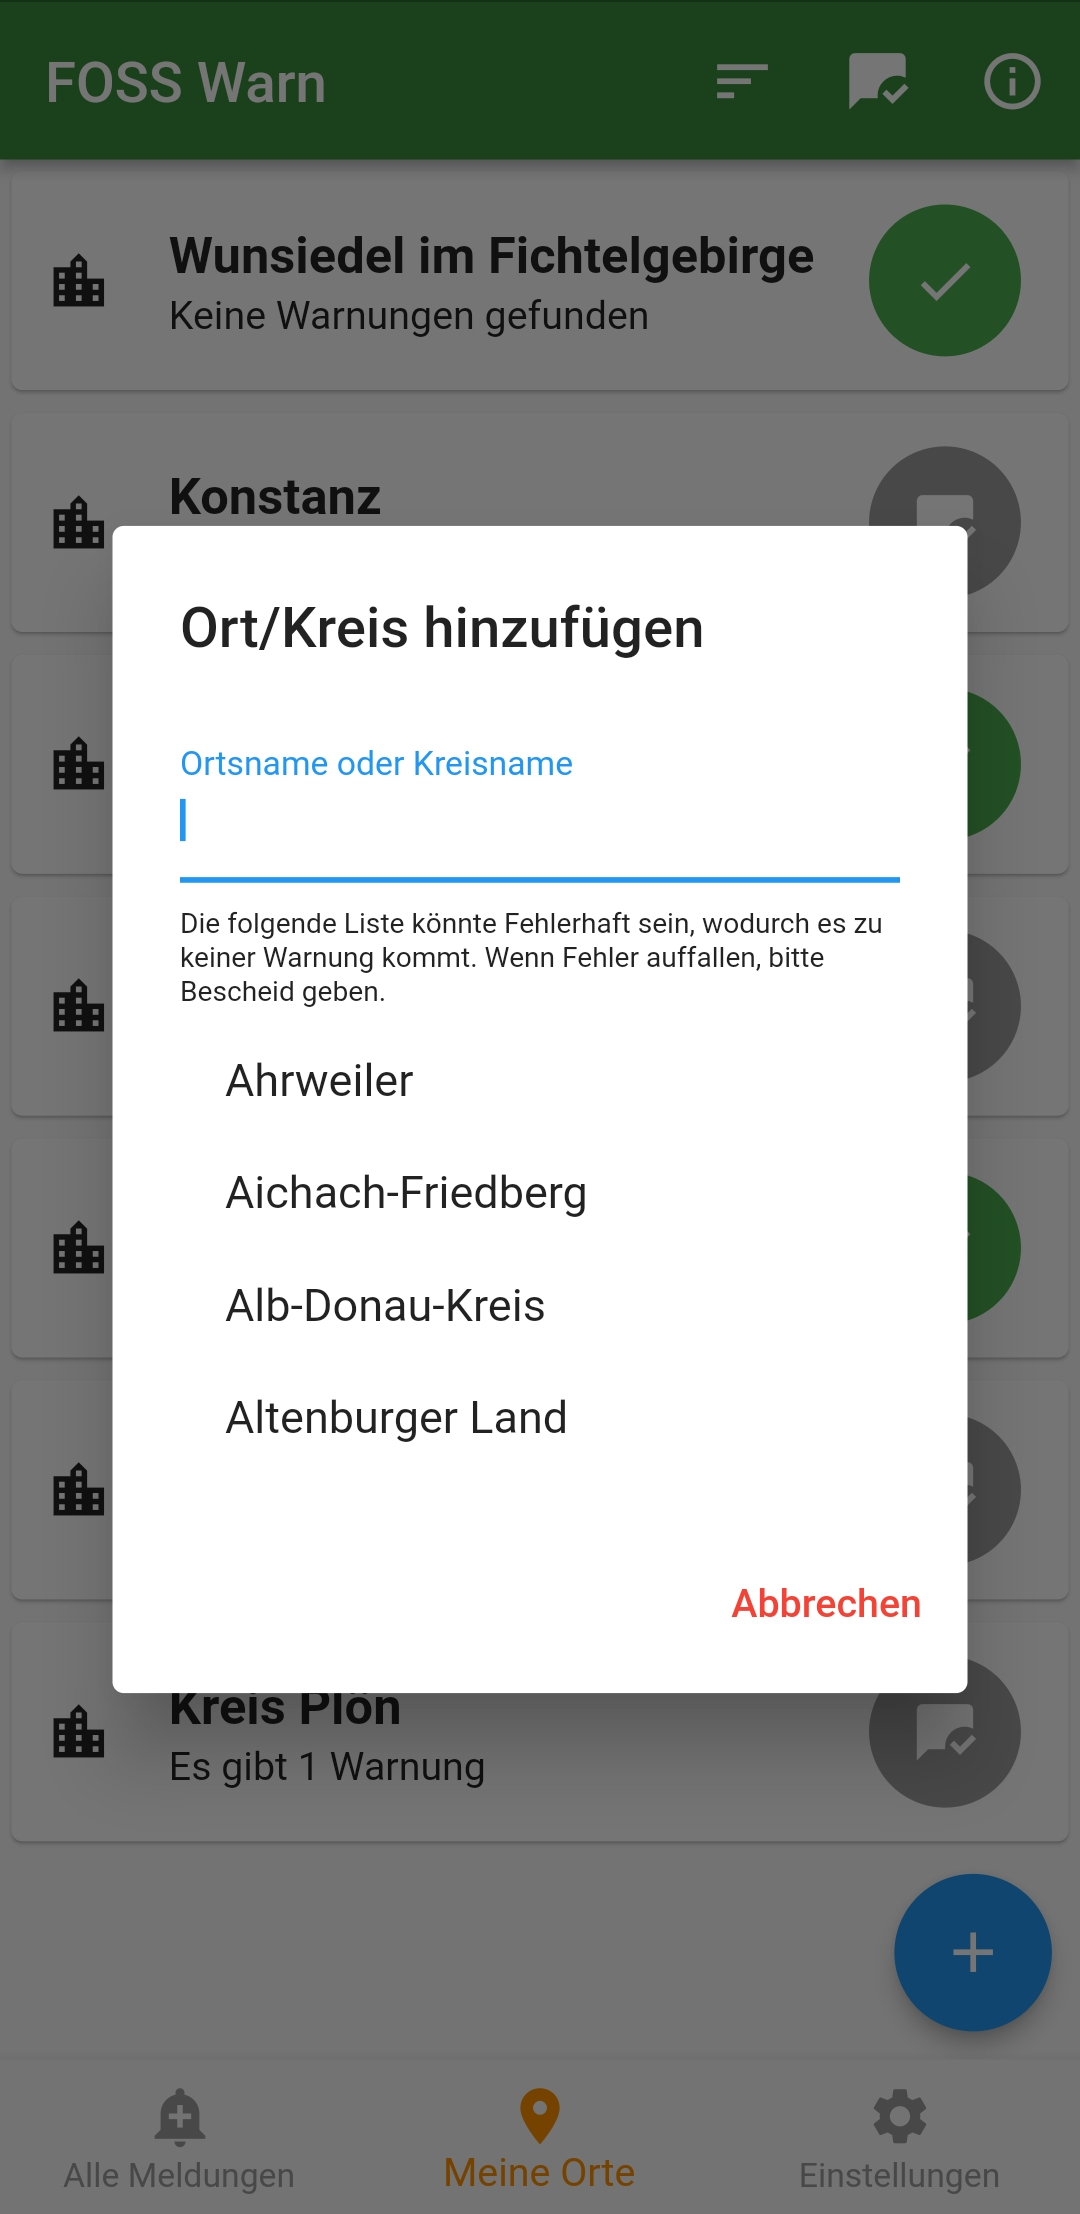 FOSS Warn
Wunsiedel im Fichtelgebirge
Keine Warnungen gefunden
Konstanz
Ort/Kreis hinzufügen
Ortsname oder Kreisname
Die folgende Liste könnte Fehlerhaft sein, wodurch es zu
keiner Warnung kommt. Wenn Fehler auffallen, bitte
Bescheid geben.
Ahrweiler
Aichach-Friedberg
Alb-Donau-Kreis
Altenburger Land
Abbrechen
Kreis Plön
Es gibt 1 Warnung
Alle Meldungen
Meine Orte
Einstellungen